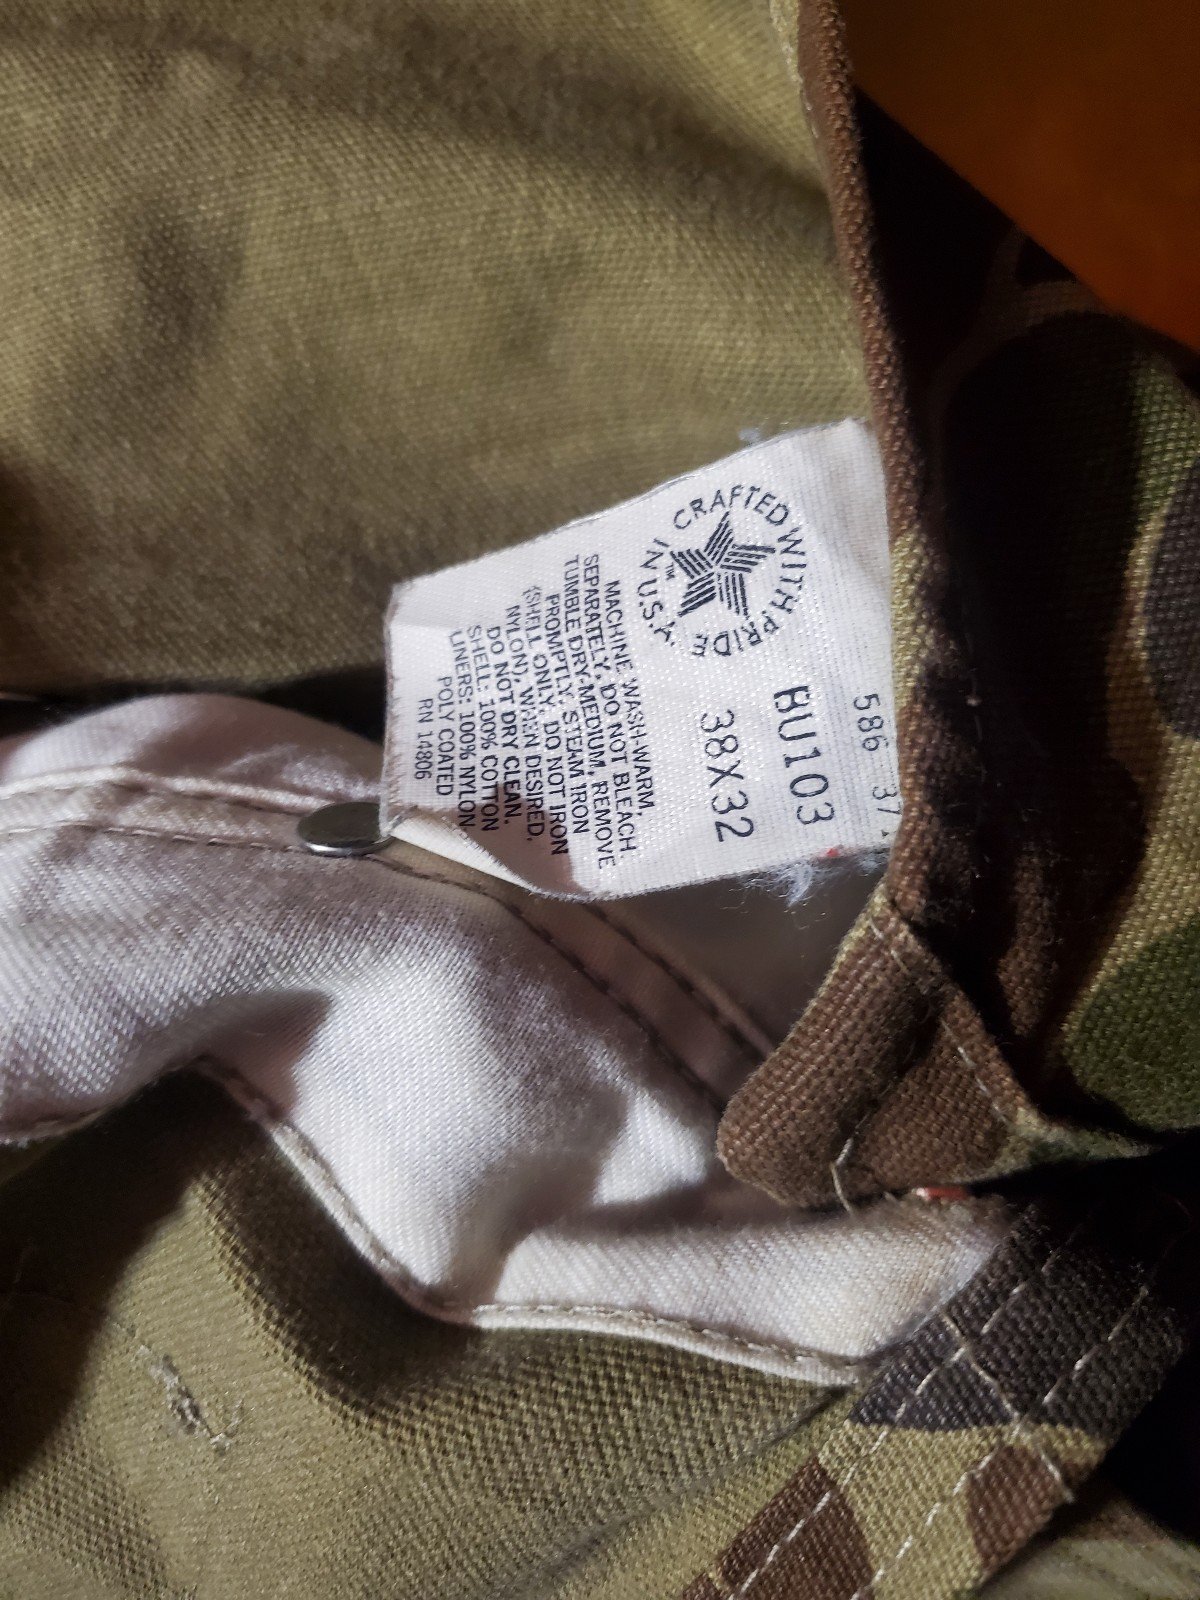 586 37
BU103
38X32
CRAFTED WITH PRIDE
IN U.S.A.
TM
MACHINE WASH-WARM,
SEPARATELY. DO NOT BLEACH.
TUMBLE DRY-MEDIUM, REMOVE
PROMPTLY. STEAM IRON
(SHELL ONLY. DO NOT IRON
NYLON), WHEN DESIRED.
DO NOT DRY CLEAN.
SHELL: 100% COTTON
LINERS: 100% NYLON,
POLY COATED
RN 14806